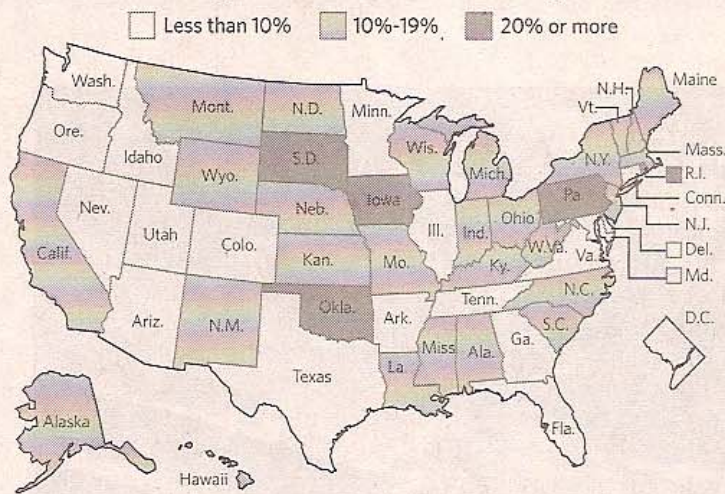 Less than 10% 10%-19% 20% or more
Wash.
Ore.
Idaho
Mont.
N.D.
Minn.
Wis.
Mich.
N.Y.
Vt.
N.H.
Maine
Mass.
R.I.
Conn.
N.J.
Del.
Md.
D.C.
Wyo.
S.D.
Iowa
Neb.
Nev.
Utah
Colo.
Calif.
Kan.
Mo.
Ill.
Ind.
Ohio
Pa.
W.Va.
Va.
Ky.
Ariz.
N.M.
Okla.
Ark.
Tenn.
N.C.
S.C.
Texas
La.
Miss
Ala.
Ga.
Fla.
Alaska
Hawaii